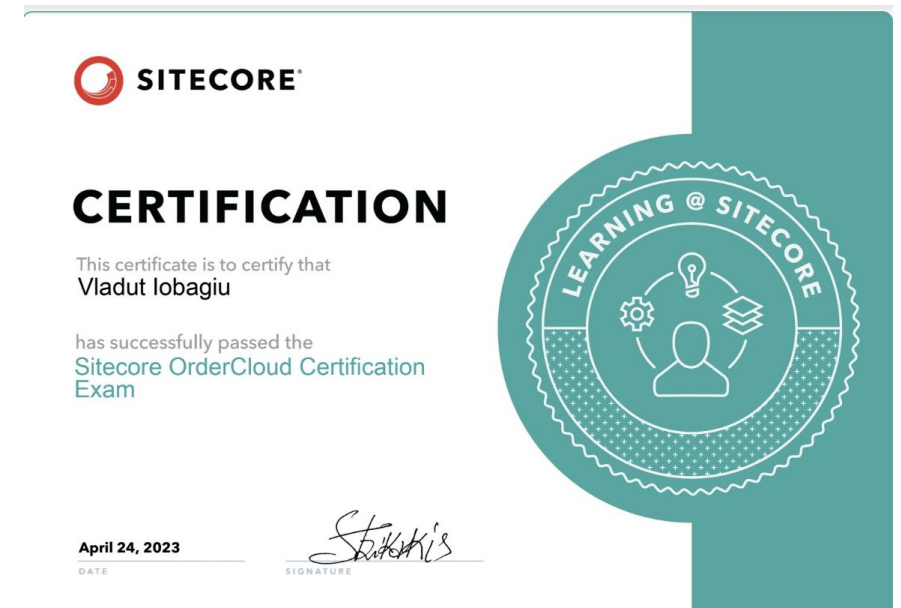 SITECORE®
CERTIFICATION
This certificate is to certify that
Vladut Iobagiu
has successfully passed the
Sitecore OrderCloud Certification
Exam
LEARNING @ SITECORE
April 24, 2023
DATE
SIGNATURE